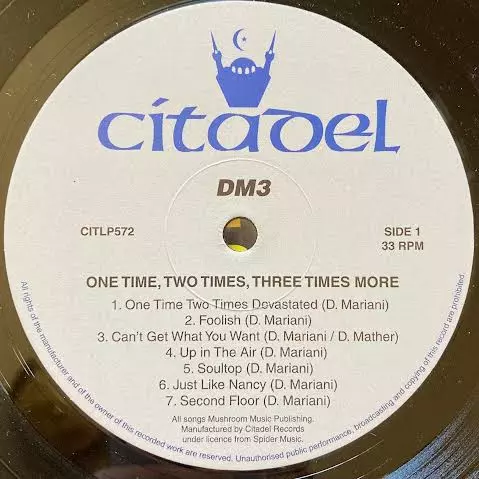 citadel
DM3
CITLP572
SIDE 1
33 RPM
ONE TIME, TWO TIMES, THREE TIMES MORE
1. One Time Two Times Dovastated (D. Mariani)
2. Foolish (D. Mariani)
3. Can't Get What You Want (D. Mariani / D. Mather)
4. Up in The Air (D. Mariani)
5. Soultop (D. Mariani)
6. Just Like Nancy (D. Mariani)
7. Second Floor (D. Mariani)
All songs Mushroom Music Publishing.
Manufactured by Citadel Records
under licence from Spider Music.
All rights of the manufacturer and of the owner of this recorded work are reserved. Unauthorised public performance, broadcasting and copying of this record are prohibited.